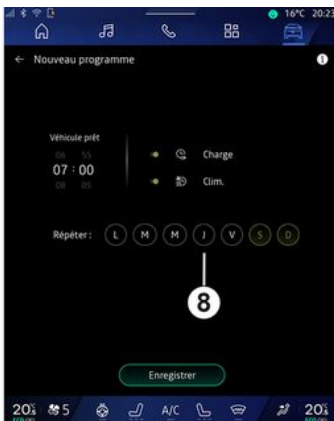 16°C 20:23
← Nouveau programme
Véhicule prêt
06 55
07 : 00
08 05
Charge
Clim.
Répéter : L M M J V S D
8
Enregistrer
20 5 A/C 20